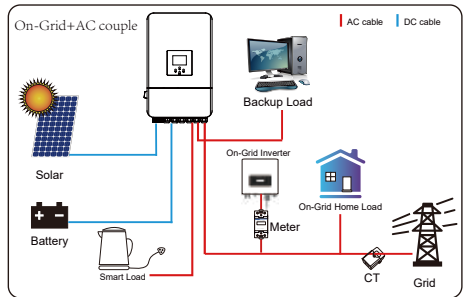 On-Grid+AC couple
AC cable
DC cable
Backup Load
On-Grid Inverter
Solar
On-Grid Home Load
Battery
Meter
Smart Load
CT
Grid